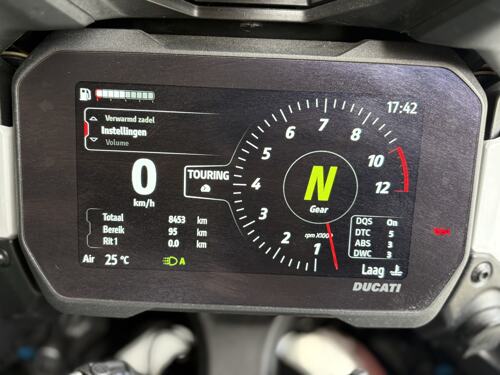 17:42
Verwarmd zadel
Instellingen
Volume
0
km/h
TOURING
Totaal 8453 km
Bereik 95 km
Rit1 0.0 km
Air 25 °C
A
1
2
3
4
5
6
7
8
10
12
N
Gear
rpm X1000
DQS On
DTC 5
ABS 3
DWC 3
Laag
DUCATI